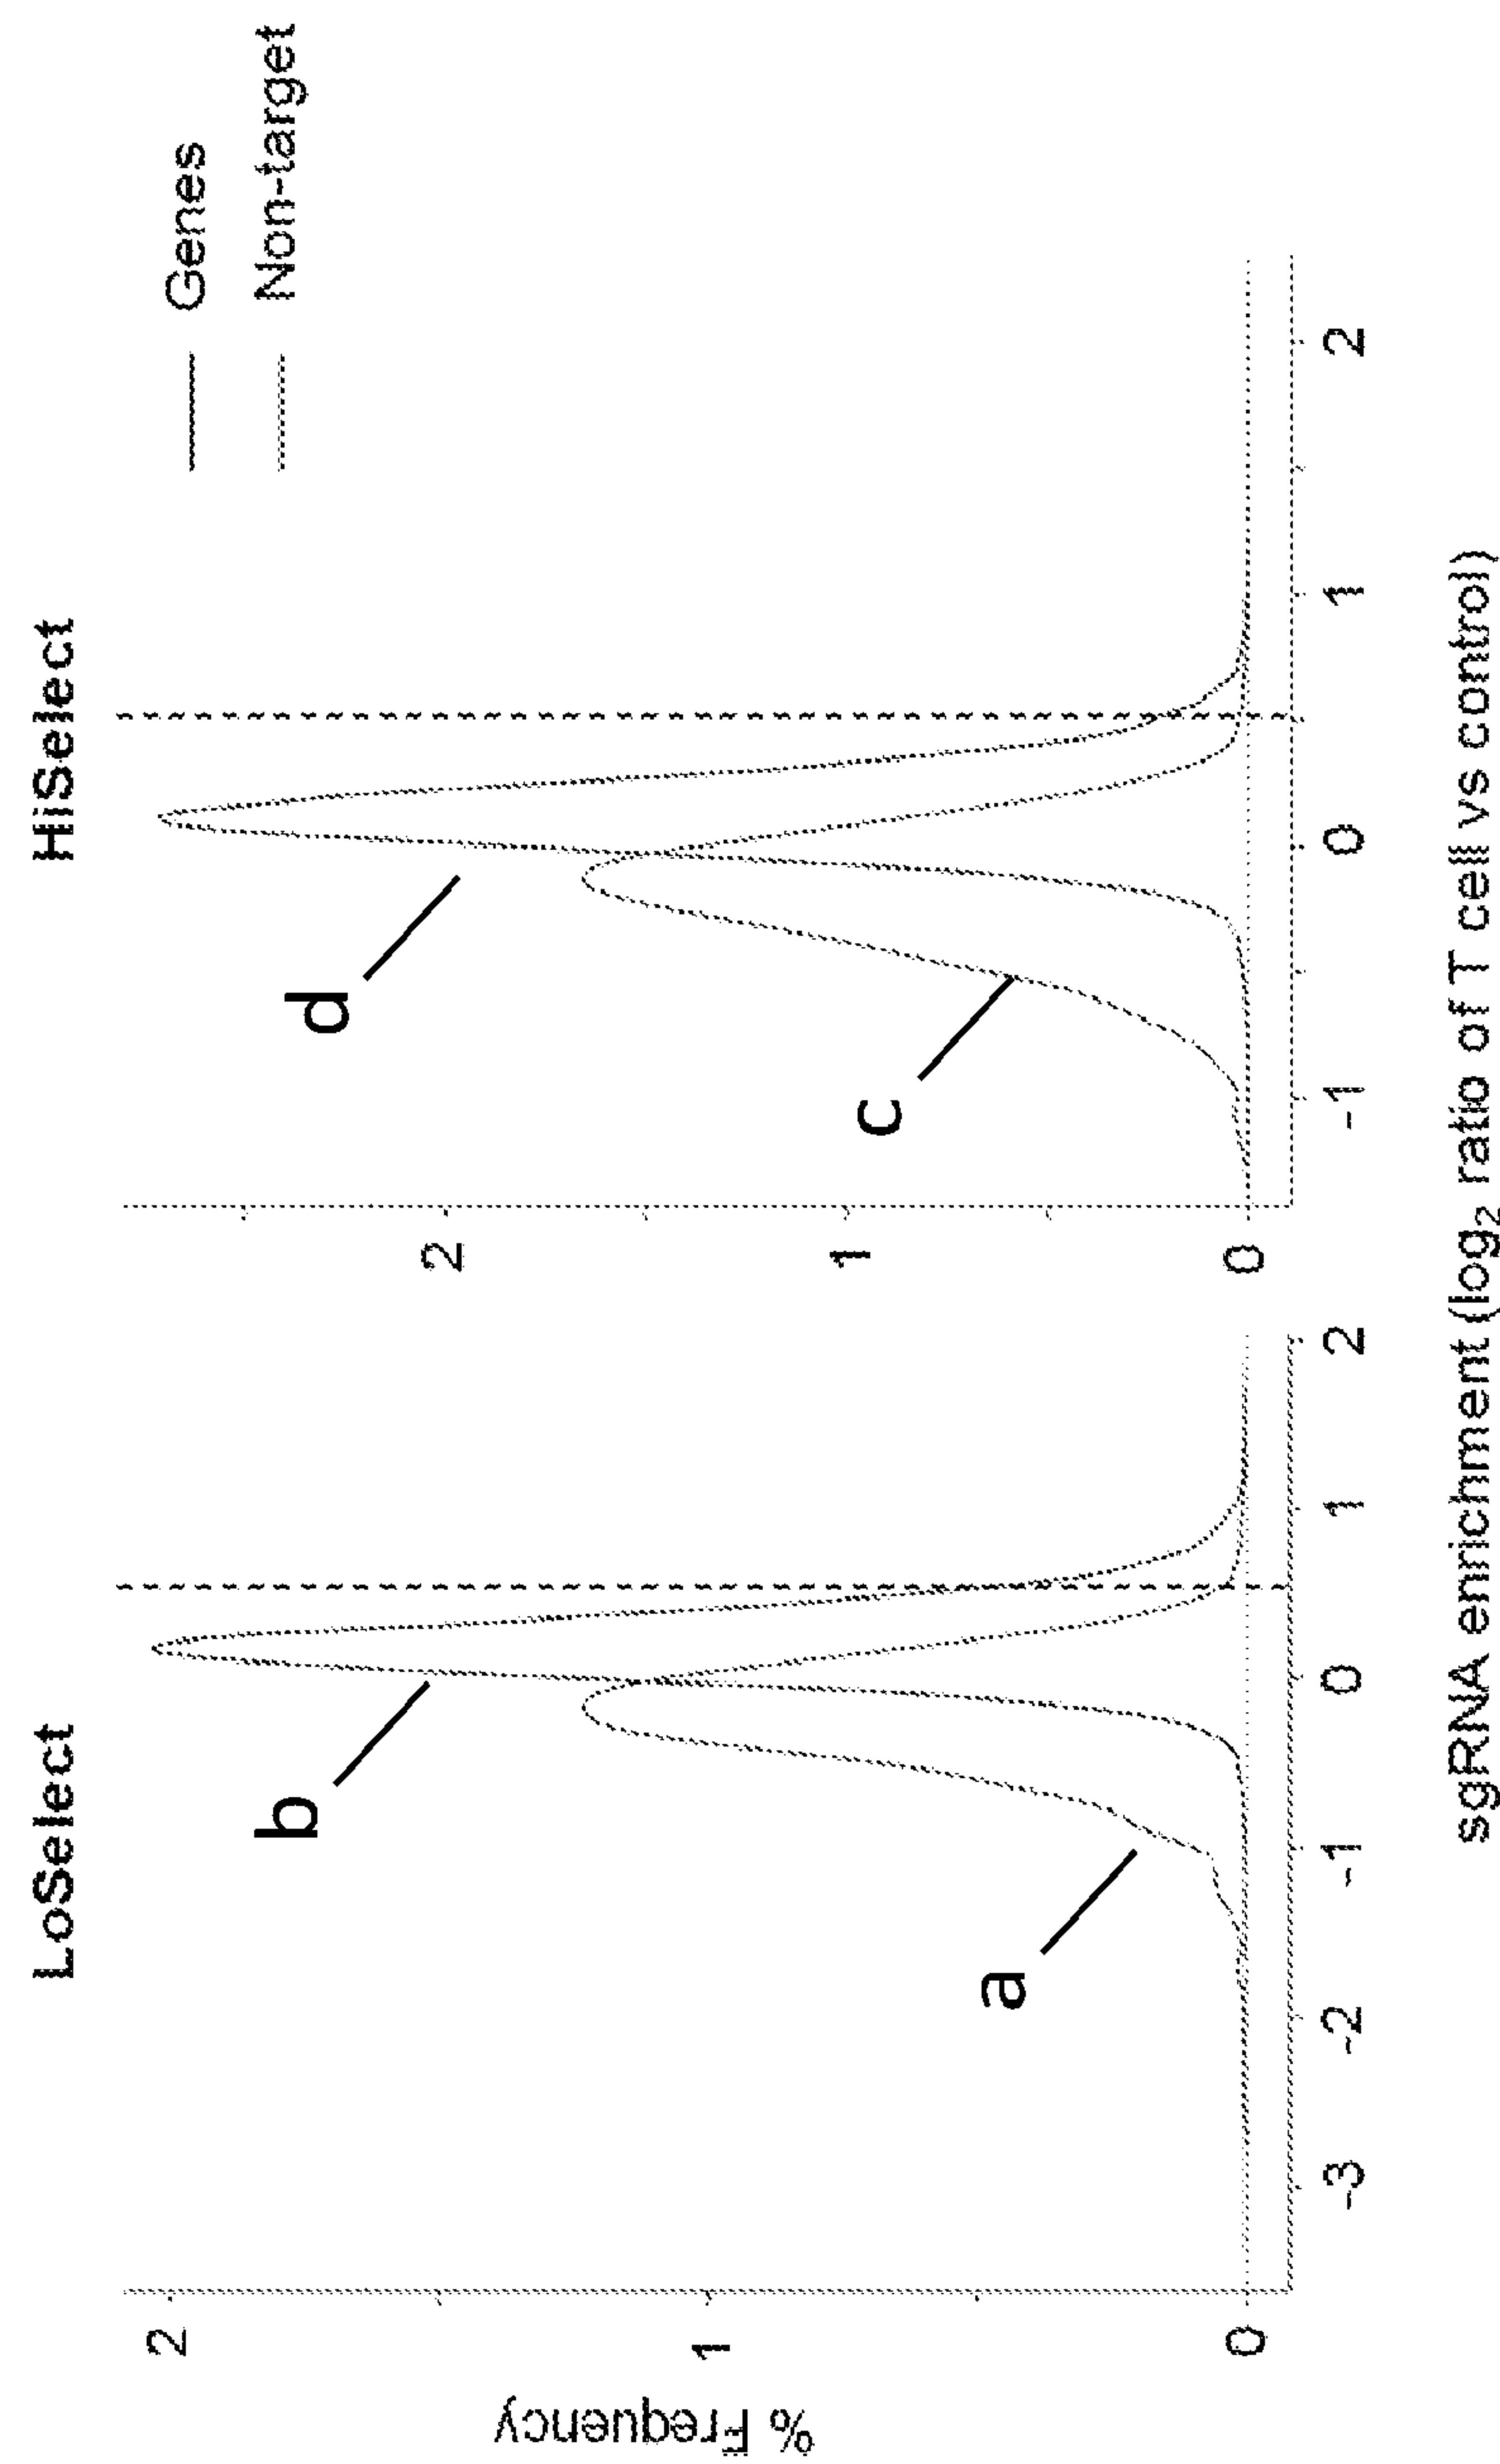 LoSelect
HiSelect
Genes
Non-target
% Frequency
2
1
0
-3
-2
-1
0
1
2
b
a
2
1
0
-1
0
1
2
d
c
sgRNA enrichment (log₂ ratio of T cell vs control)